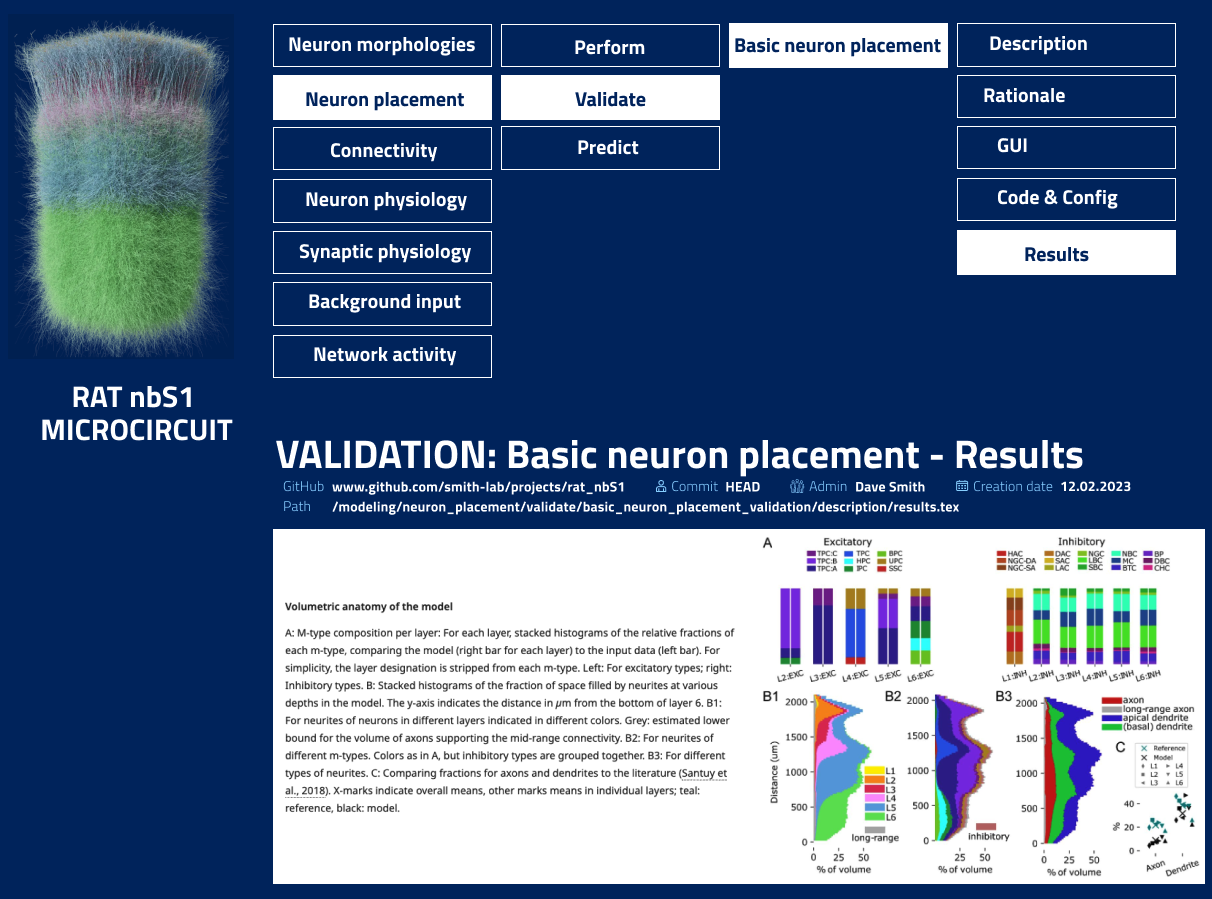 Neuron morphologies
Neuron placement
Connectivity
Neuron physiology
Synaptic physiology
Background input
Network activity
Perform
Validate
Predict
Basic neuron placement
Description
Rationale
GUI
Code & Config
Results
RAT nbS1
MICROCIRCUIT
VALIDATION: Basic neuron placement - Results
GitHub www.github.com/smith-lab/projects/rat_nbS1 Commit HEAD Admin Dave Smith Creation date 12.02.2023
Path /modeling/neuron_placement/validate/basic_neuron_placement_validation/description/results.tex
Volumetric anatomy of the model
A: M-type composition per layer: For each layer, stacked histograms of the relative fractions of
each m-type, comparing the model (right bar for each layer) to the input data (left bar). For
simplicity, the layer designation is stripped from each m-type. Left: For excitatory types; right:
Inhibitory types. B: Stacked histograms of the fraction of space filled by neurites at various
depths in the model. The y-axis indicates the distance in μm from the bottom of layer 6. B1:
For neurites of neurons in different layers indicated in different colors. Grey: estimated lower
bound for the volume of axons supporting the mid-range connectivity. B2: For neurites of
different m-types. Colors as in A, but inhibitory types are grouped together. B3: For different
types of neurites. C: Comparing fractions for axons and dendrites to the literature (Santuy et
al., 2018). X-marks indicate overall means, other marks means in individual layers; teal:
reference, black: model.
A
Excitatory
TPC:C TPC BPC
TPC:B HPC UPC
TPC:A IPC SSC
Inhibitory
HAC DAC NGC NBC BP
NGC-DA SAC LBC MC DBC
NGC-SA LAC SBC BTC CHC
L2:EXC L3:EXC L4:EXC L5:EXC L6:EXC
L1:INH L2:INH L3:INH L4:INH L5:INH L6:INH
B1
Distance (um)
2000
1500
1000
500
0
L1
L2
L3
L4
L5
L6
long-range
0 25 50
% of volume
B2
2000
1500
1000
500
0
inhibitory
25 50
% of volume
B3
2000
1500
1000
500
0
axon
long-range axon
apical dendrite
(basal) dendrite
0 25 50
% of volume
C
Reference
Model
L1 L4
L2 L5
L3 L6
%
40
20
0
Axon
Dendrite